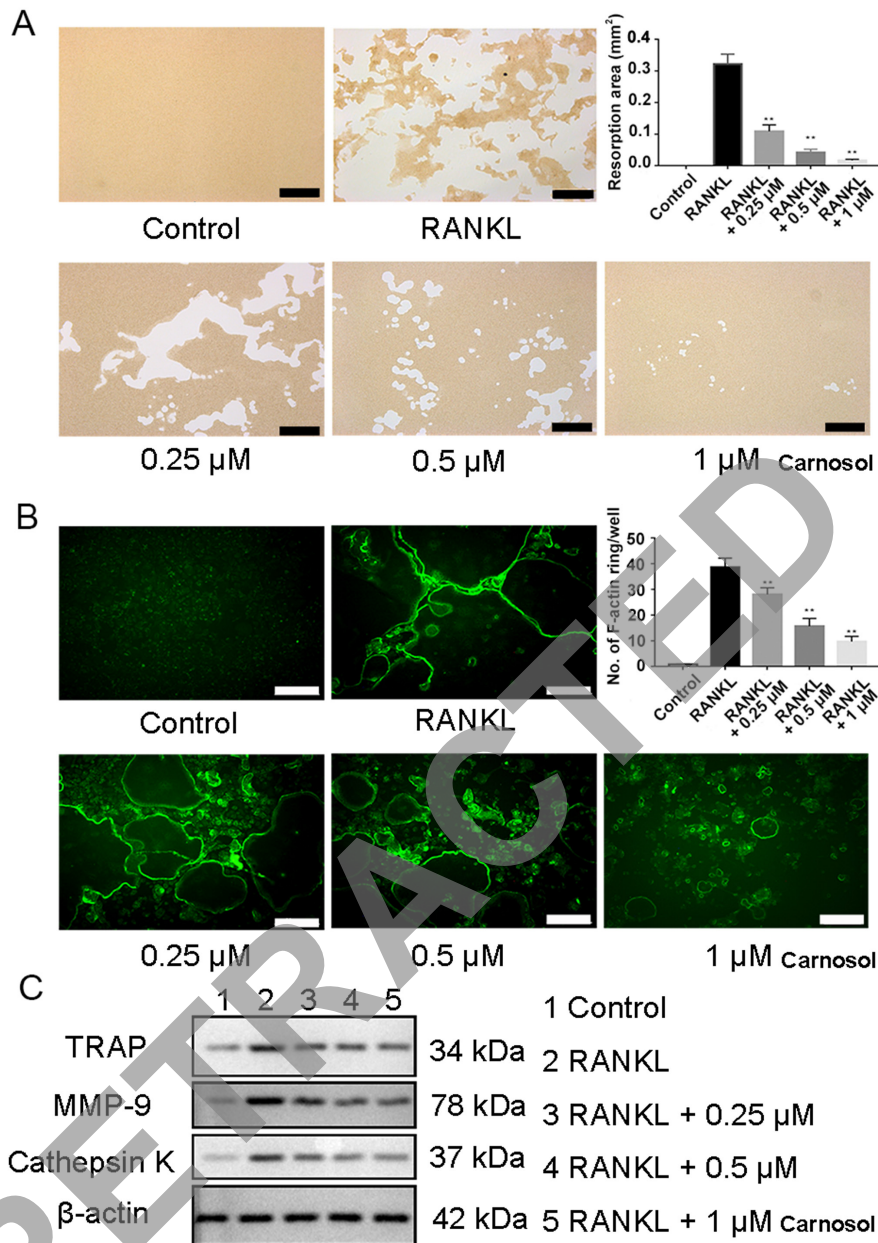 A
Control
RANKL
Resorption area (mm²)
0.4
0.3
0.2
0.1
0.0
**
**
**
Control
RANKL
RANKL
+ 0.25 µM
RANKL
+ 0.5 µM
RANKL
+ 1 µM
0.25 µM
0.5 µM
1 µM Carnosol
B
Control
RANKL
No. of F-actin ring/well
50
40
30
20
10
0
**
**
**
Control
RANKL
RANKL
+ 0.25 µM
RANKL
+ 0.5 µM
RANKL
+ 1 µM
0.25 µM
0.5 µM
1 µM Carnosol
C
1 2 3 4 5
TRAP
34 kDa
MMP-9
78 kDa
Cathepsin K
37 kDa
β-actin
42 kDa
1 Control
2 RANKL
3 RANKL + 0.25 µM
4 RANKL + 0.5 µM
5 RANKL + 1 µM Carnosol
RETRACTED